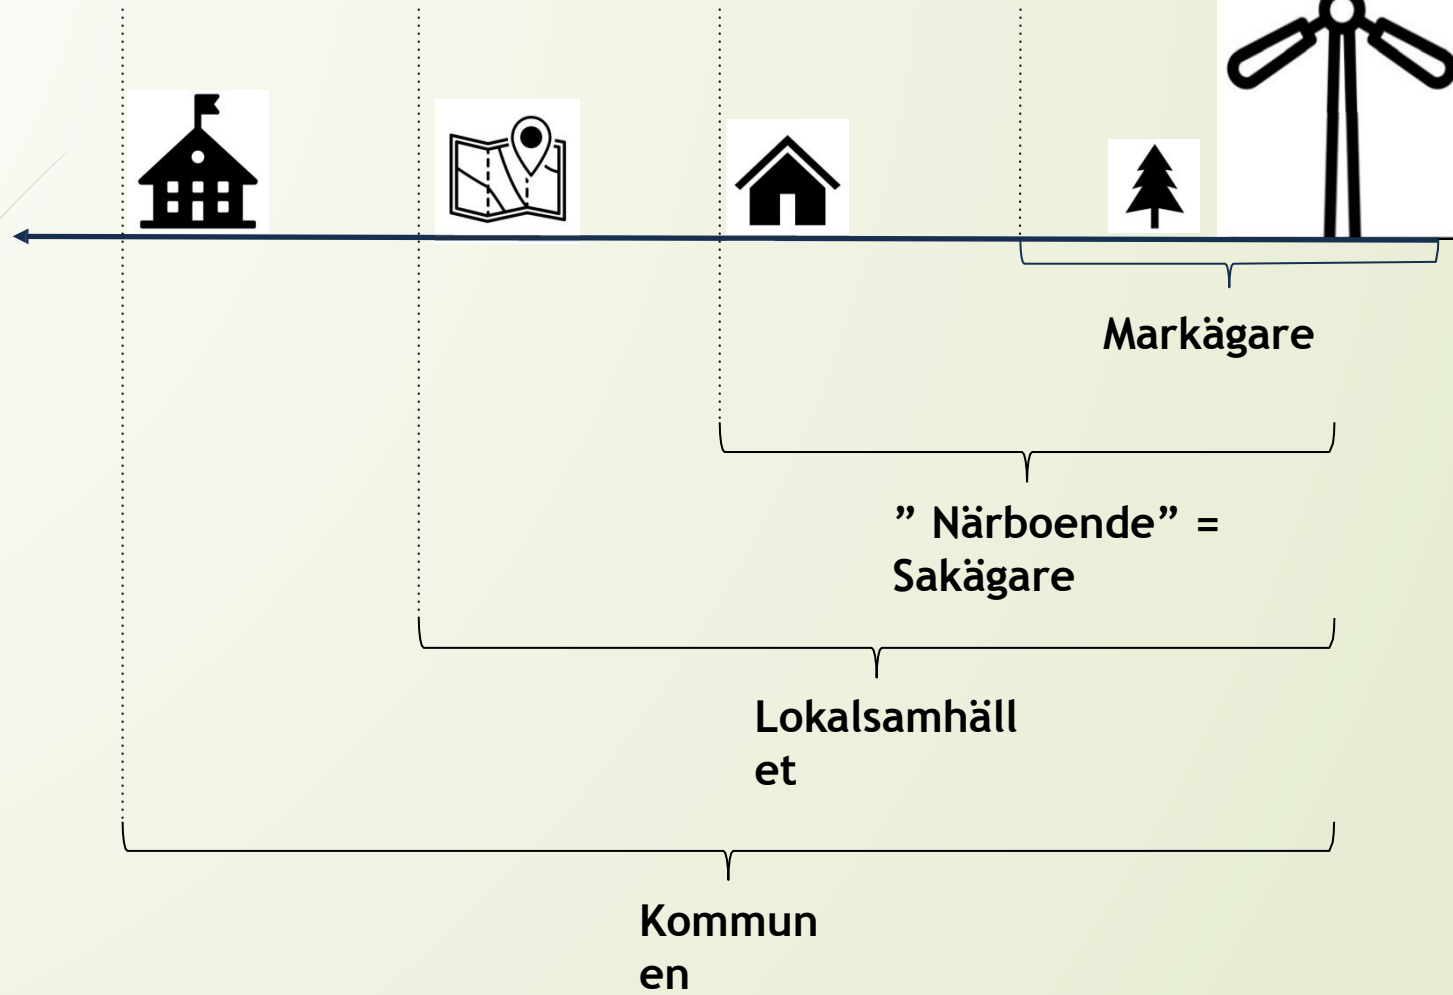 Markägare
” Närboende” =
Sakägare
Lokalsamhäll
et
Kommun
en